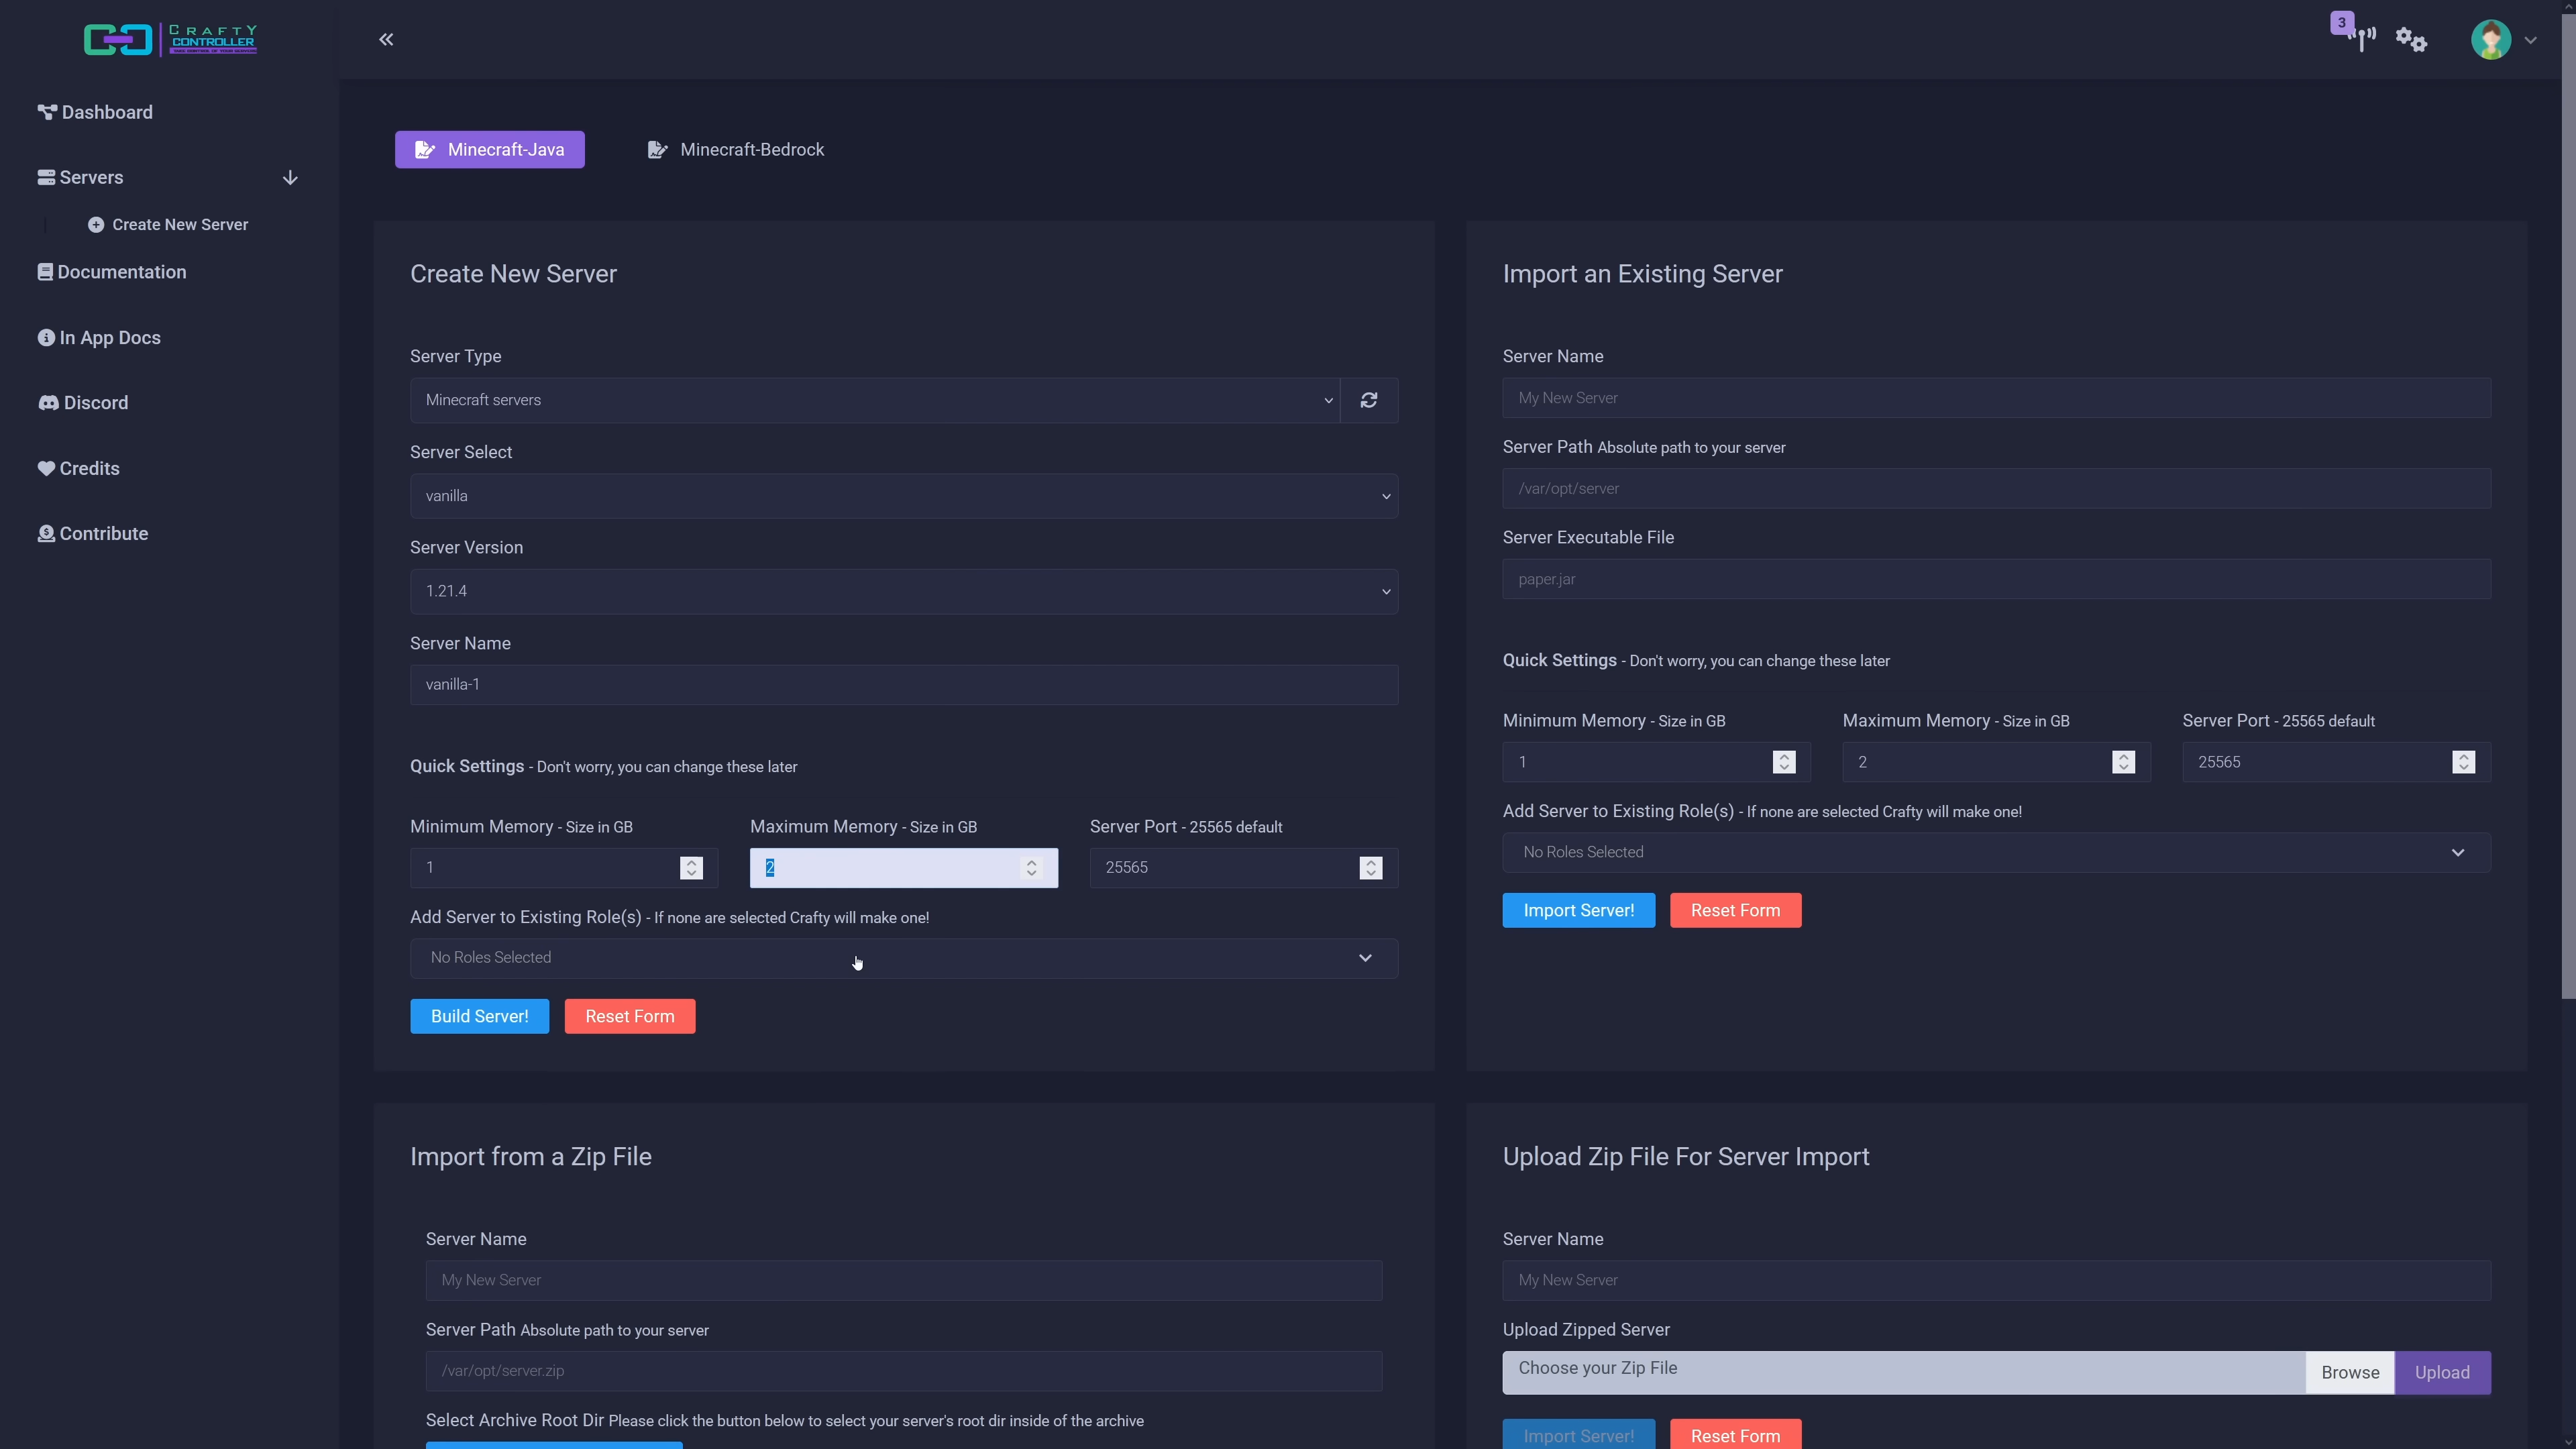 CRAFTY
CONTROLLER
3
Dashboard
Servers
Create New Server
Documentation
In App Docs
Discord
Credits
Contribute
Minecraft-Java
Minecraft-Bedrock
Create New Server
Server Type
Minecraft servers
Server Select
vanilla
Server Version
1.21.4
Server Name
vanilla-1
Quick Settings - Don't worry, you can change these later
Minimum Memory - Size in GB
Maximum Memory - Size in GB
Server Port - 25565 default
1
2
25565
Add Server to Existing Role(s) - If none are selected Crafty will make one!
No Roles Selected
Build Server!
Reset Form
Import an Existing Server
Server Name
My New Server
Server Path Absolute path to your server
/var/opt/server
Server Executable File
paper.jar
Quick Settings - Don't worry, you can change these later
Minimum Memory - Size in GB
Maximum Memory - Size in GB
Server Port - 25565 default
1
2
25565
Add Server to Existing Role(s) - If none are selected Crafty will make one!
No Roles Selected
Import Server!
Reset Form
Import from a Zip File
Server Name
My New Server
Server Path Absolute path to your server
/var/opt/server.zip
Select Archive Root Dir Please click the button below to select your server's root dir inside of the archive
Upload Zip File For Server Import
Server Name
My New Server
Upload Zipped Server
Choose your Zip File
Browse
Upload
Import Server!
Reset Form